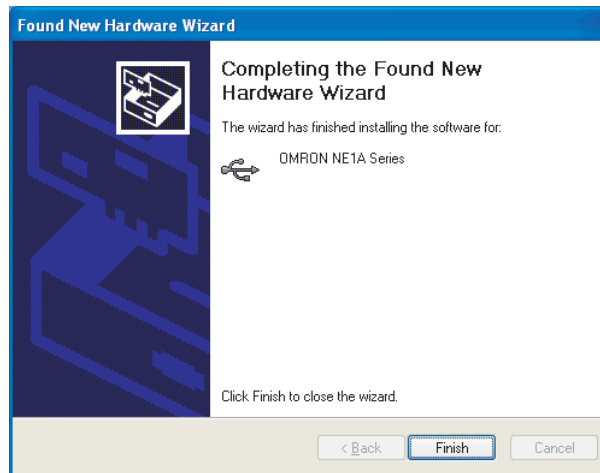 Found New Hardware Wizard
Completing the Found New
Hardware Wizard
The wizard has finished installing the software for:
OMRON NE1A Series
Click Finish to close the wizard.
< Back Finish Cancel